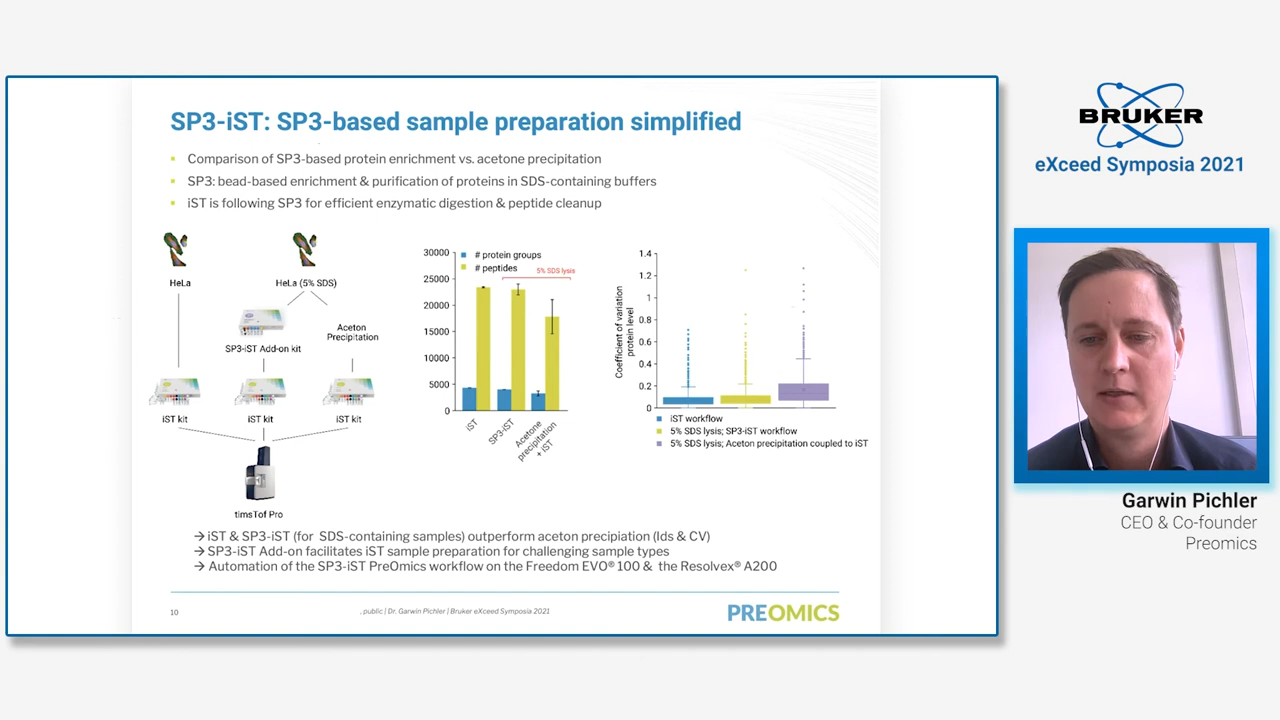 SP3-iST: SP3-based sample preparation simplified
Comparison of SP3-based protein enrichment vs. acetone precipitation
SP3: bead-based enrichment & purification of proteins in SDS-containing buffers
iST is following SP3 for efficient enzymatic digestion & peptide cleanup
HeLa
HeLa (5% SDS)
SP3-iST Add-on kit
Aceton
Precipitation
iST kit
iST kit
iST kit
timsTof Pro
# protein groups
# peptides
5% SDS lysis
30000
25000
20000
15000
10000
5000
0
iST
SP3-iST
Acetone
precipitation
+ iST
Coefficient of variation
protein level
1.4
1.2
1
0.8
0.6
0.4
0.2
0
iST workflow
5% SDS lysis; SP3-iST workflow
5% SDS lysis; Aceton precipitation coupled to iST
→ iST & SP3-iST (for SDS-containing samples) outperform aceton precipiation (Ids & CV)
→ SP3-iST Add-on facilitates iST sample preparation for challenging sample types
→ Automation of the SP3-iST PreOmics workflow on the Freedom EVO® 100 & the Resolvex® A200
10
, public | Dr. Garwin Pichler | Bruker eXceed Symposia 2021
PREOMICS
BRUKER
eXceed Symposia 2021
Garwin Pichler
CEO & Co-founder
Preomics